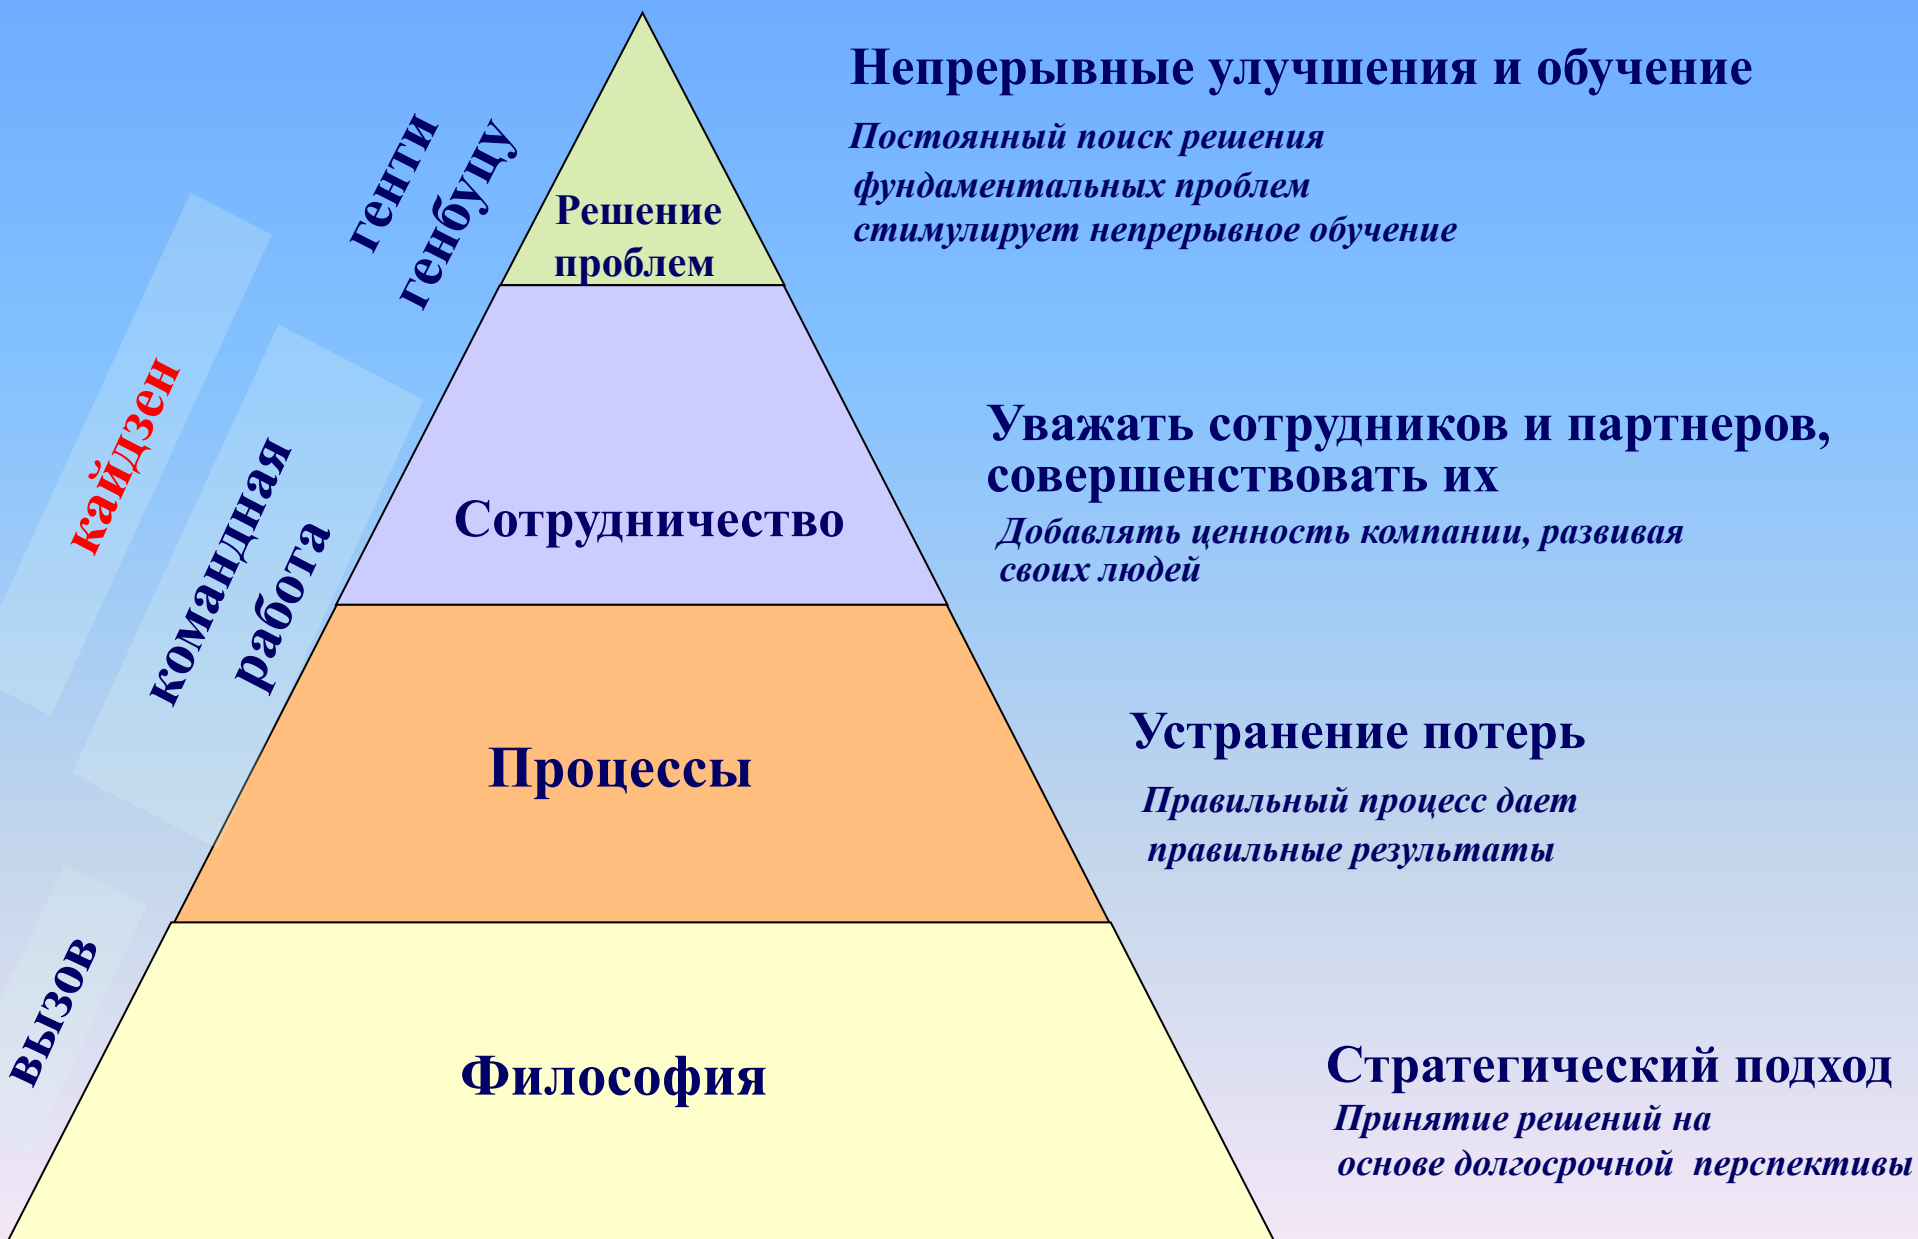 Непрерывные улучшения и обучение
Постоянный поиск решения
фундаментальных проблем
стимулирует непрерывное обучение
генти
генбуцу
Решение
проблем
кайдзен
командная
работа
Сотрудничество
Уважать сотрудников и партнеров,
совершенствовать их
Добавлять ценность компании, развивая
своих людей
Процессы
Устранение потерь
Правильный процесс дает
правильные результаты
вызов
Философия
Стратегический подход
Принятие решений на
основе долгосрочной перспективы